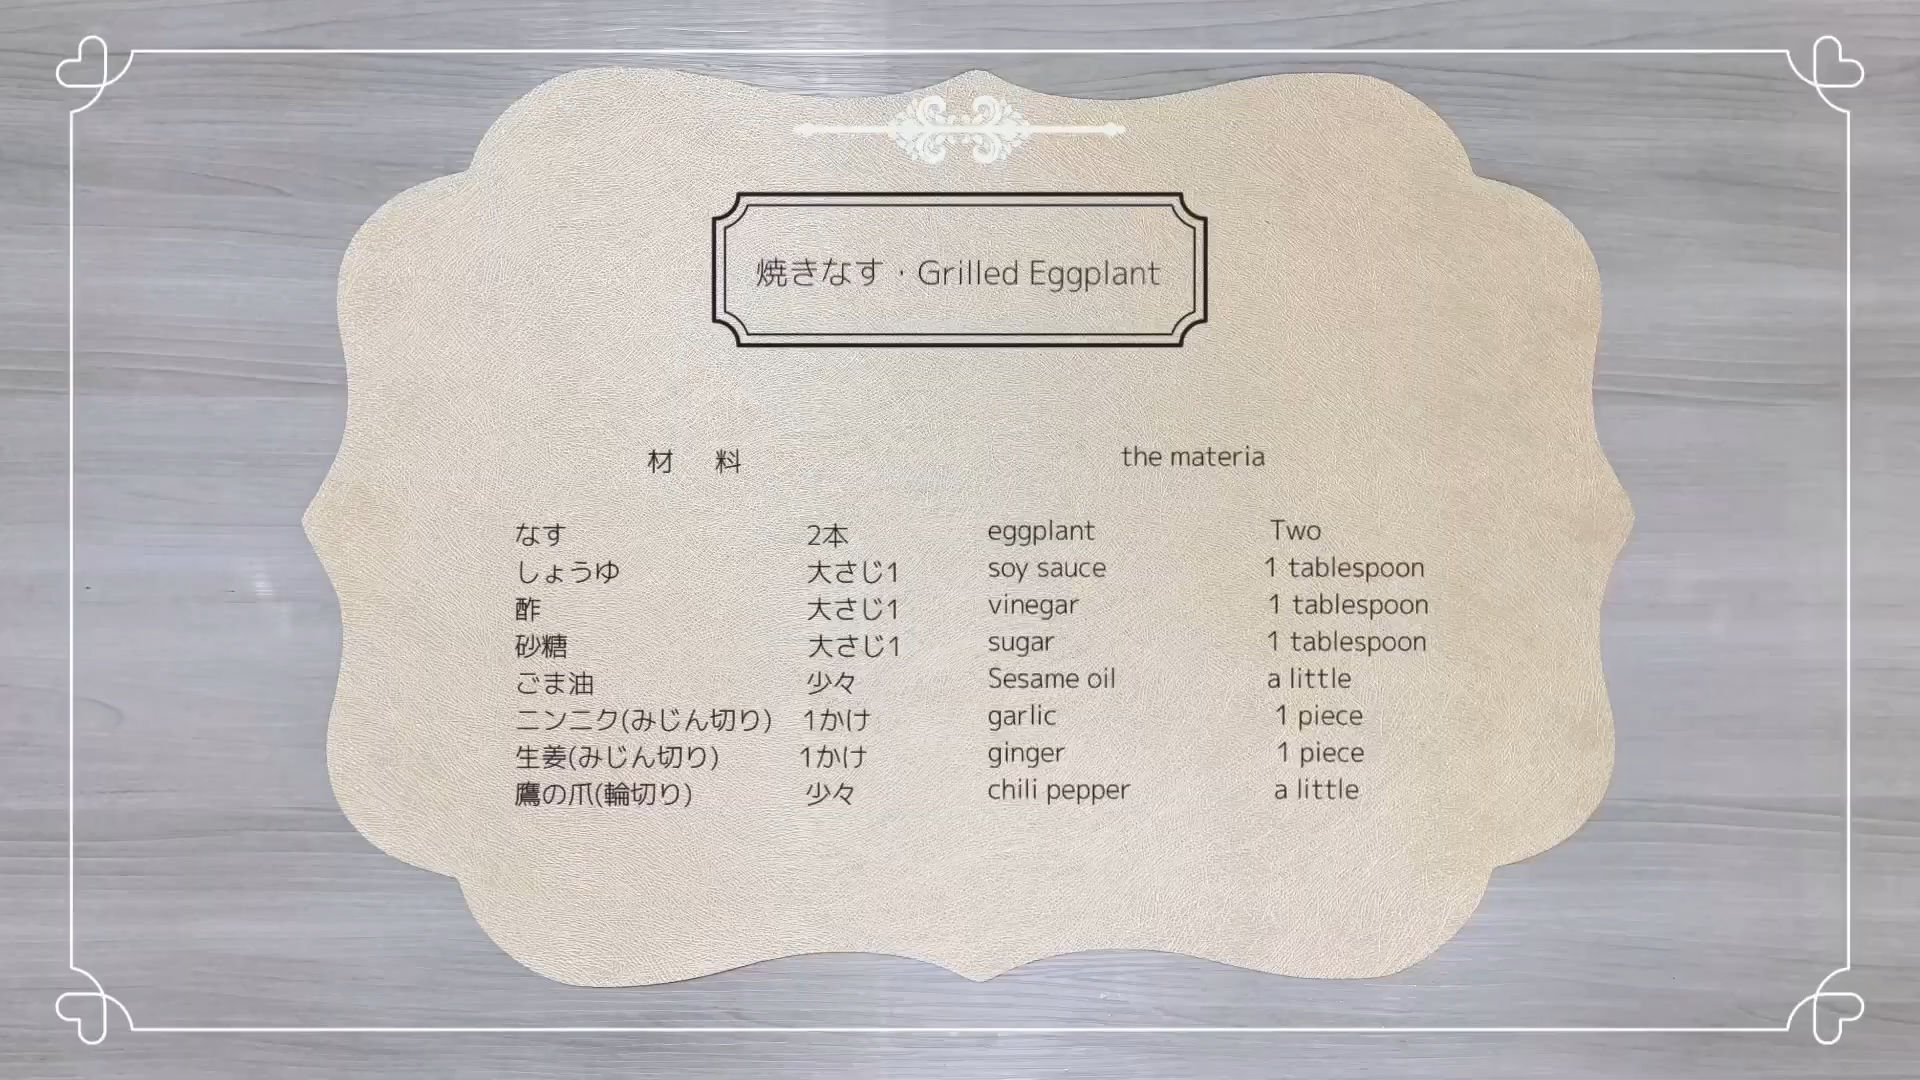 焼きなす・Grilled Eggplant
材 料
the materia
なす 2本 eggplant Two
しょうゆ 大さじ1 soy sauce 1 tablespoon
酢 大さじ1 vinegar 1 tablespoon
砂糖 大さじ1 sugar 1 tablespoon
ごま油 少々 Sesame oil a little
ニンニク(みじん切り) 1かけ garlic 1 piece
生姜(みじん切り) 1かけ ginger 1 piece
鷹の爪(輪切り) 少々 chili pepper a little